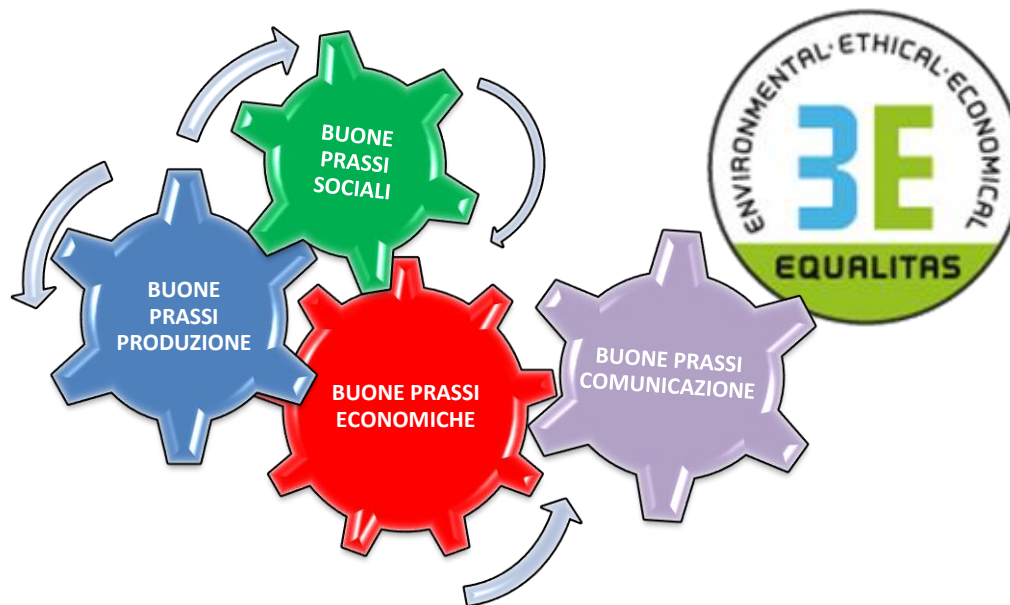 BUONE
PRASSI
SOCIALI
ENVIRONMENTAL·ETHICAL·ECONOMICAL
3E
EQUALITAS
BUONE
PRASSI
PRODUZIONE
BUONE PRASSI
ECONOMICHE
BUONE PRASSI
COMUNICAZIONE